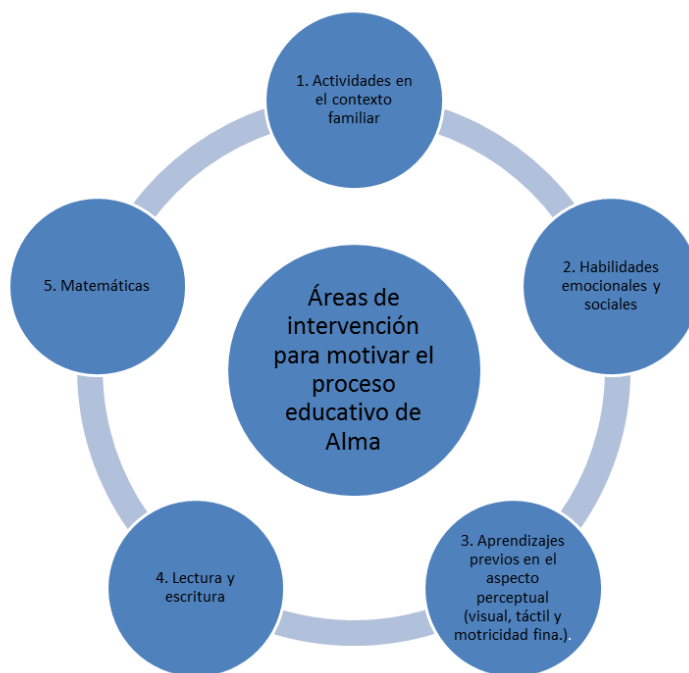 1. Actividades en
el contexto
familiar
2. Habilidades
emocionales y
sociales
3. Aprendizajes
previos en el
aspecto
perceptual
(visual, táctil y
motricidad fina.).
4. Lectura y
escritura
5. Matemáticas
Áreas de
intervención
para motivar el
proceso
educativo de
Alma